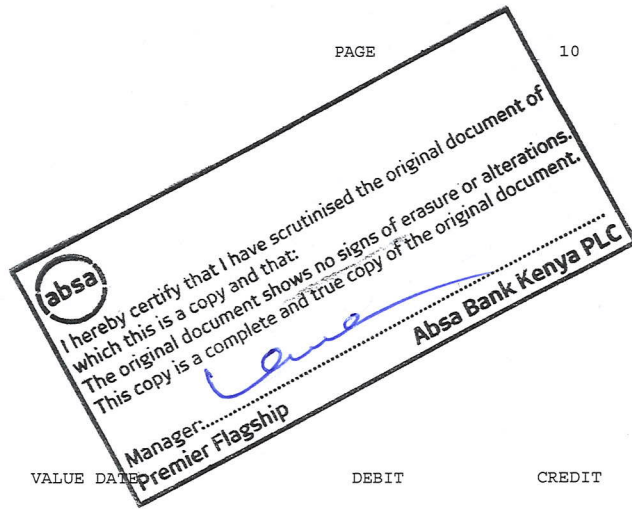 PAGE 10
absa
I hereby certify that I have scrutinised the original document of
which this is a copy and that:
The original document shows no signs of erasure or alterations.
This copy is a complete and true copy of the original document.
Manager:
Absa Bank Kenya PLC
Premier Flagship
VALUE DATE DEBIT CREDIT